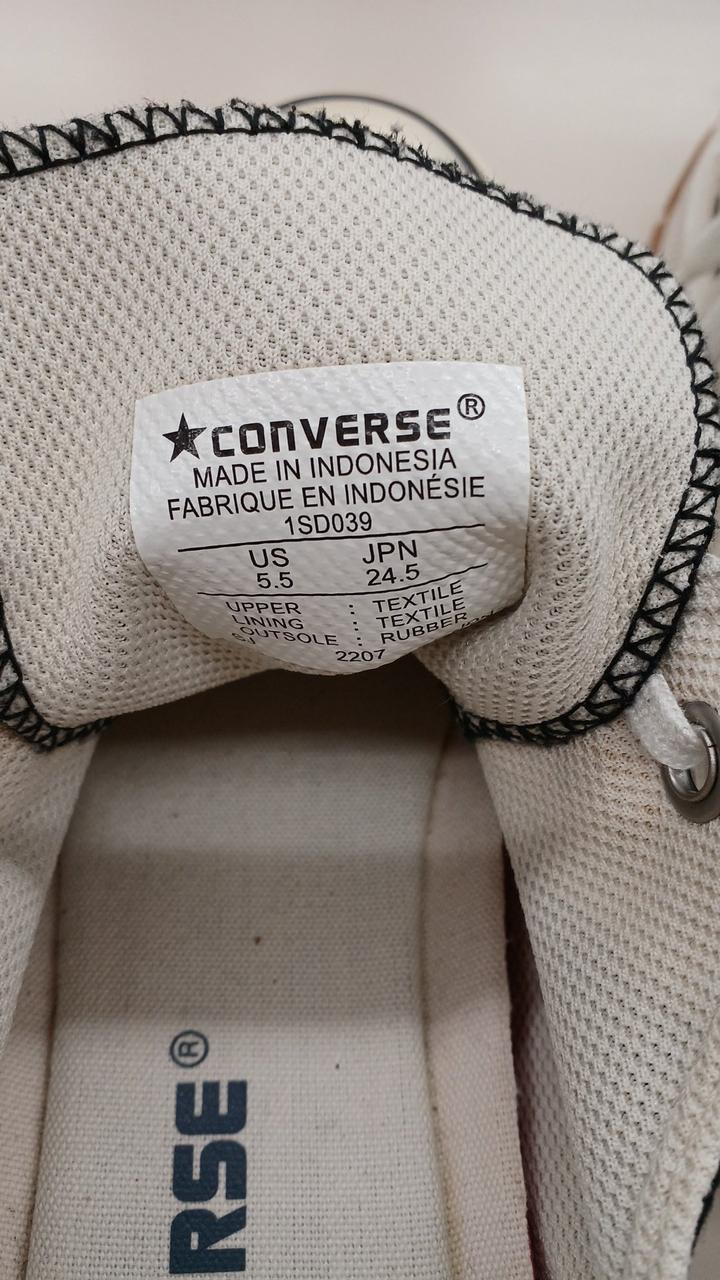 ★CONVERSE®
MADE IN INDONESIA
FABRIQUE EN INDONÉSIE
1SD039
US JPN
5.5 24.5
UPPER : TEXTILE
LINING : TEXTILE
OUTSOLE : RUBBER
SJ 2207
RSE®